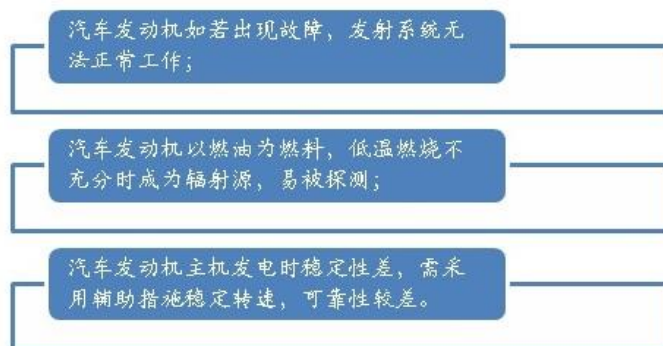 汽车发动机如若出现故障，发射系统无
法正常工作；
汽车发动机以燃油为燃料，低温燃烧不
充分时成为辐射源，易被探测；
汽车发动机主机发电时稳定性差，需采
用辅助措施稳定转速，可靠性较差。